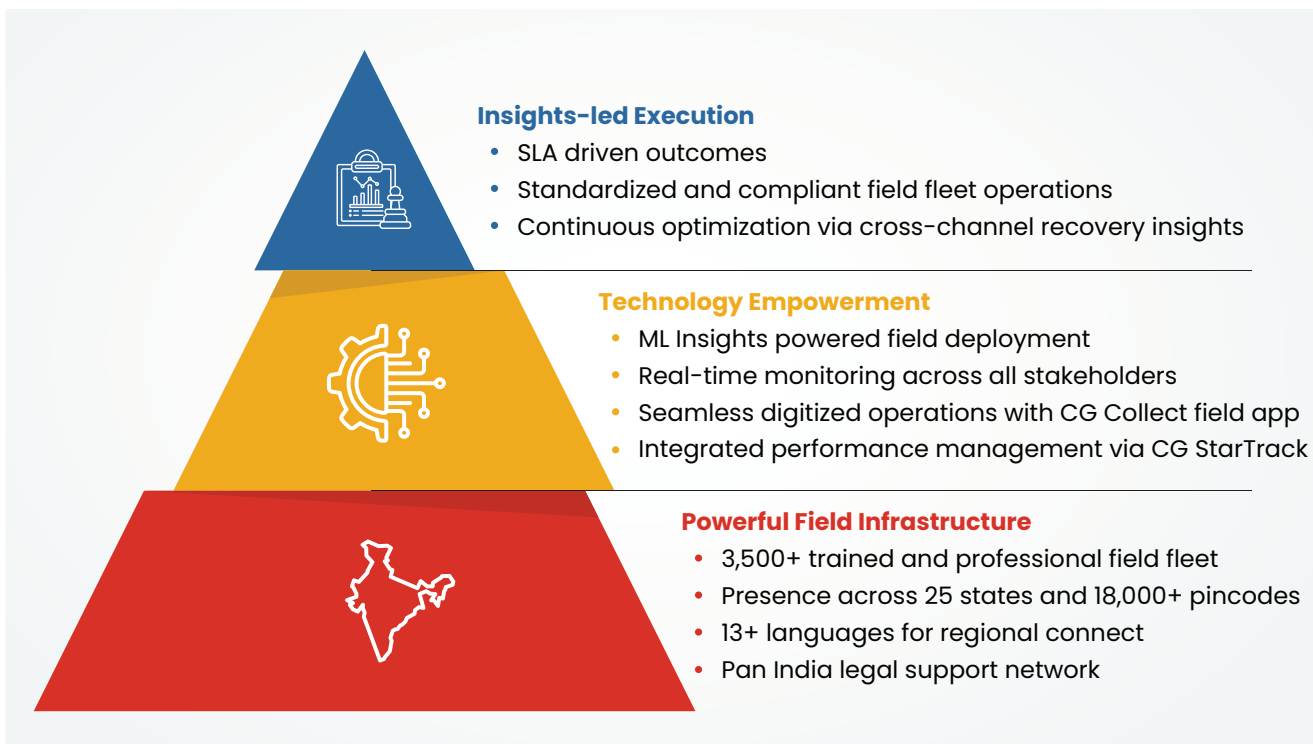 Insights-led Execution
• SLA driven outcomes
• Standardized and compliant field fleet operations
• Continuous optimization via cross-channel recovery insights
Technology Empowerment
• ML Insights powered field deployment
• Real-time monitoring across all stakeholders
• Seamless digitized operations with CG Collect field app
• Integrated performance management via CG StarTrack
Powerful Field Infrastructure
• 3,500+ trained and professional field fleet
• Presence across 25 states and 18,000+ pincodes
• 13+ languages for regional connect
• Pan India legal support network